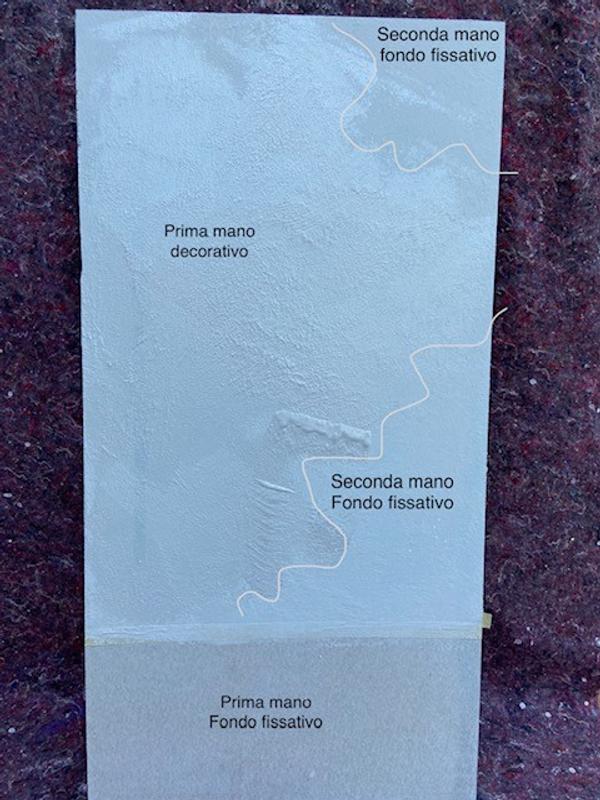 Seconda mano
fondo fissativo
Prima mano
decorativo
Seconda mano
Fondo fissativo
Prima mano
Fondo fissativo